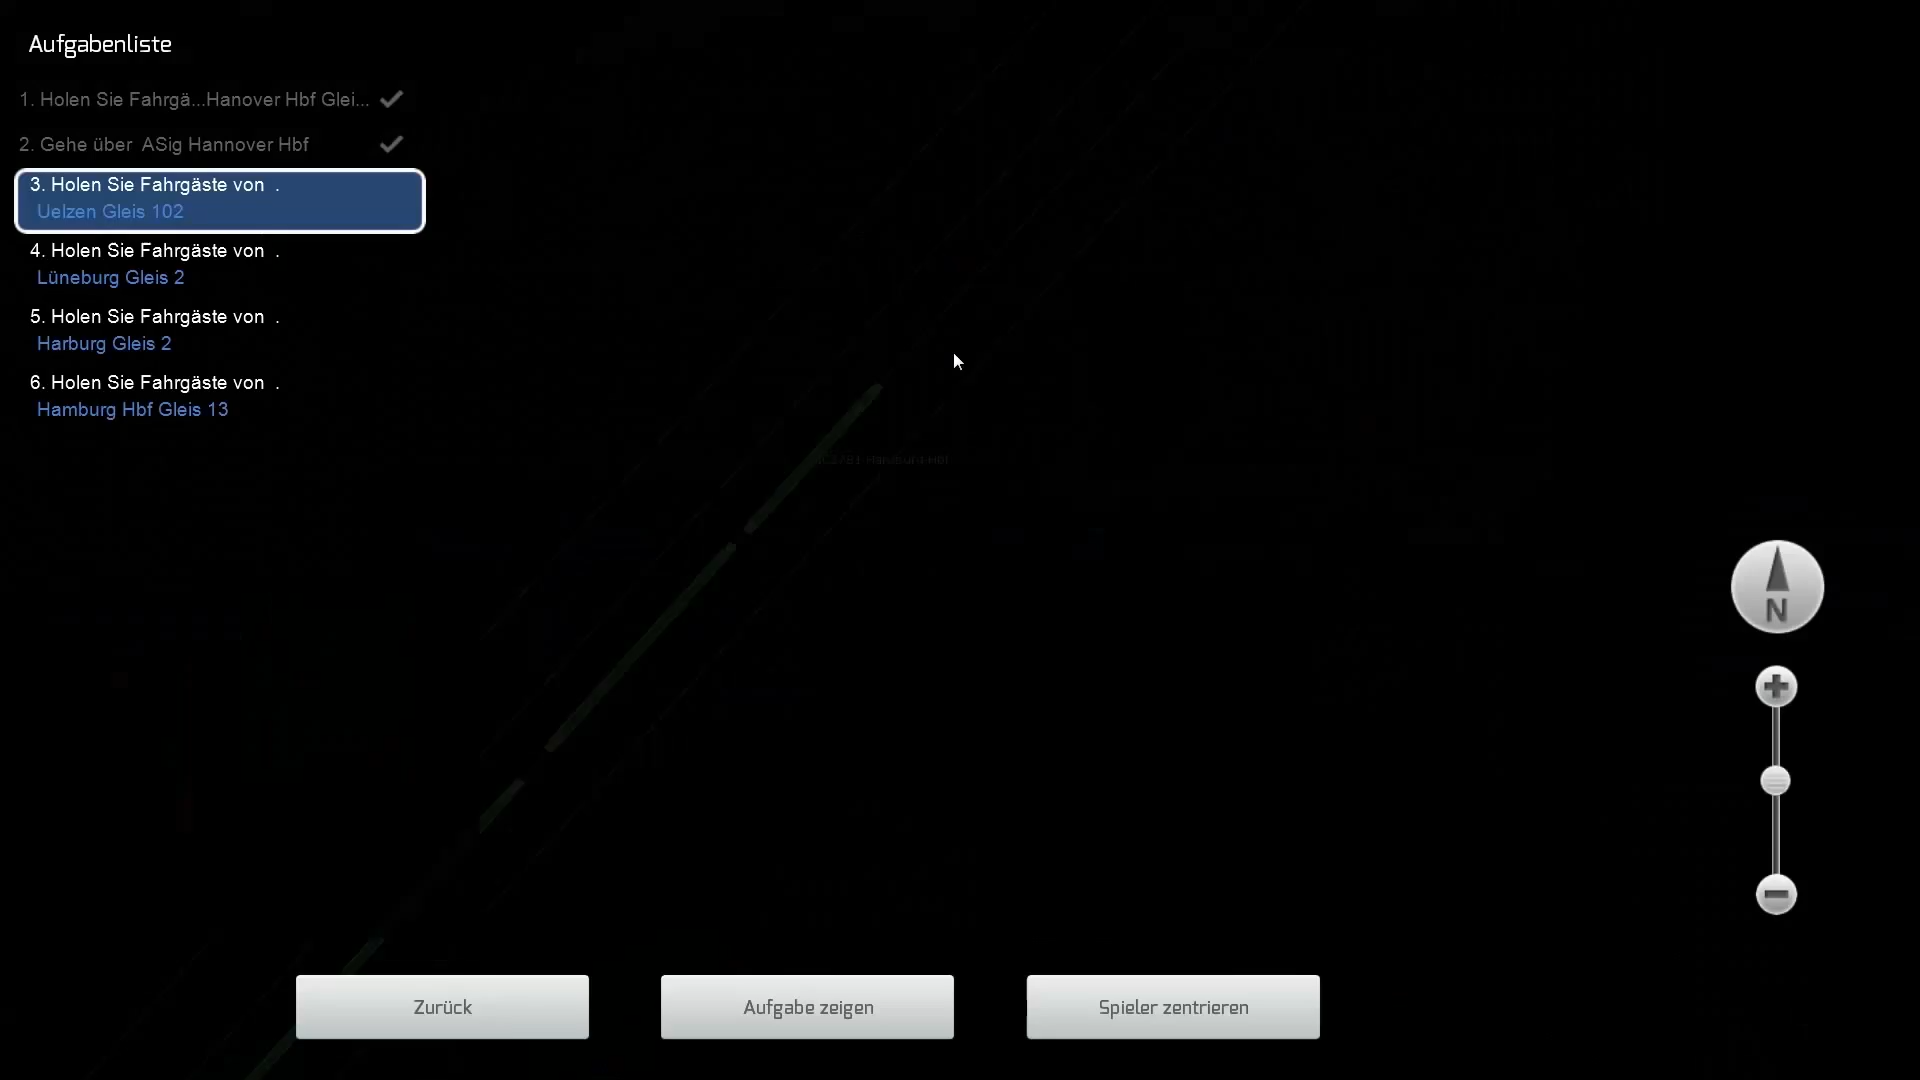 Aufgabenliste
1. Holen Sie Fahrgä...Hanover Hbf Glei...
2. Gehe über ASig Hannover Hbf
3. Holen Sie Fahrgäste von .
Uelzen Gleis 102
4. Holen Sie Fahrgäste von .
Lüneburg Gleis 2
5. Holen Sie Fahrgäste von .
Harburg Gleis 2
6. Holen Sie Fahrgäste von .
Hamburg Hbf Gleis 13
Hamburg Hbf
N
Zurück
Aufgabe zeigen
Spieler zentrieren